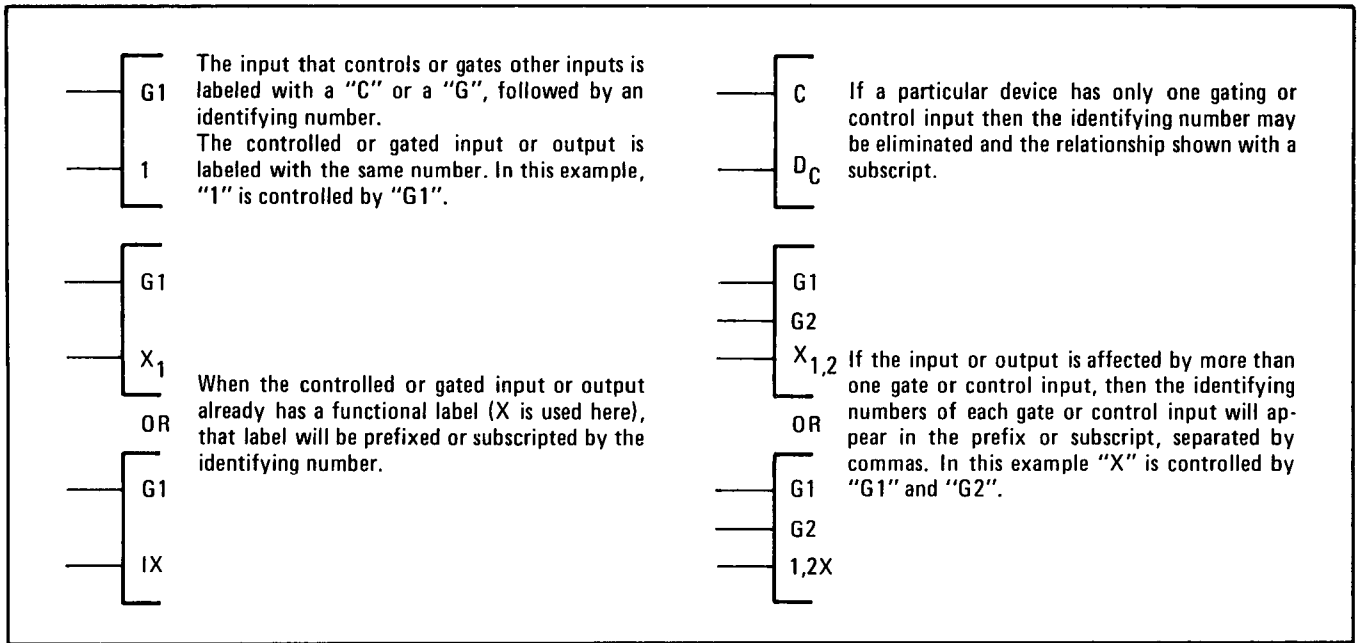 G1
The input that controls or gates other inputs is
labeled with a "C" or a "G", followed by an
identifying number.
The controlled or gated input or output is
labeled with the same number. In this example,
"1" is controlled by "G1".
1
G1
X1
When the controlled or gated input or output
already has a functional label (X is used here),
that label will be prefixed or subscripted by the
identifying number.
OR
G1
IX
C
If a particular device has only one gating or
control input then the identifying number may
be eliminated and the relationship shown with a
subscript.
DC
G1
G2
X1,2
If the input or output is affected by more than
one gate or control input, then the identifying
numbers of each gate or control input will ap-
pear in the prefix or subscript, separated by
commas. In this example "X" is controlled by
"G1" and "G2".
OR
G1
G2
1,2X